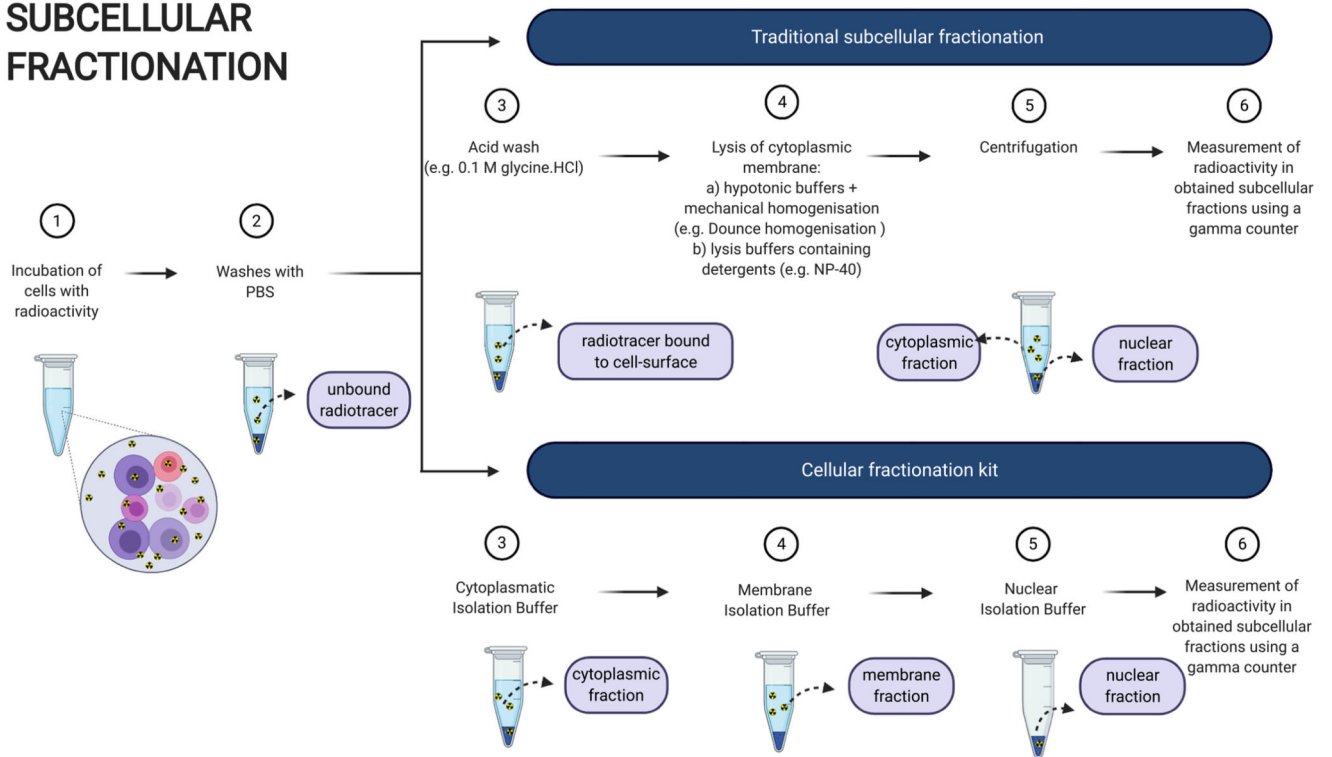 SUBCELLULAR
FRACTIONATION
1
Incubation of
cells with
radioactivity
2
Washes with
PBS
unbound
radiotracer
Traditional subcellular fractionation
3
Acid wash
(e.g. 0.1 M glycine.HCl)
radiotracer bound
to cell-surface
4
Lysis of cytoplasmic
membrane:
a) hypotonic buffers +
mechanical homogenisation
(e.g. Dounce homogenisation )
b) lysis buffers containing
detergents (e.g. NP-40)
5
Centrifugation
cytoplasmic
fraction
nuclear
fraction
6
Measurement of
radioactivity in
obtained subcellular
fractions using a
gamma counter
Cellular fractionation kit
3
Cytoplasmatic
Isolation Buffer
cytoplasmic
fraction
4
Membrane
Isolation Buffer
membrane
fraction
5
Nuclear
Isolation Buffer
nuclear
fraction
6
Measurement of
radioactivity in
obtained subcellular
fractions using a
gamma counter